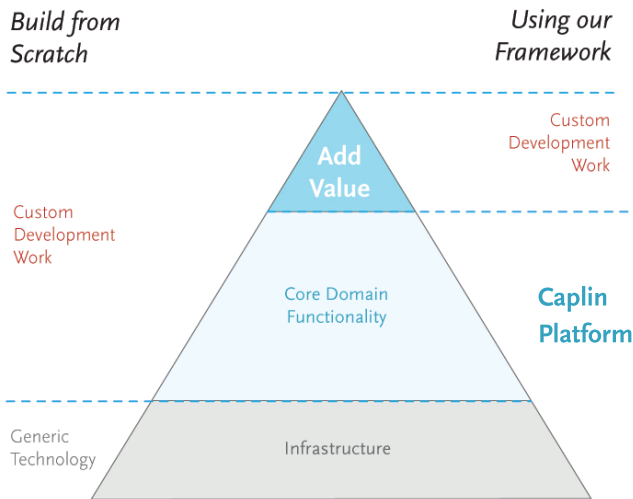 Build from
Scratch
Using our
Framework
Custom
Development
Work
Add
Value
Custom
Development
Work
Core Domain
Functionality
Caplin
Platform
Generic
Technology
Infrastructure